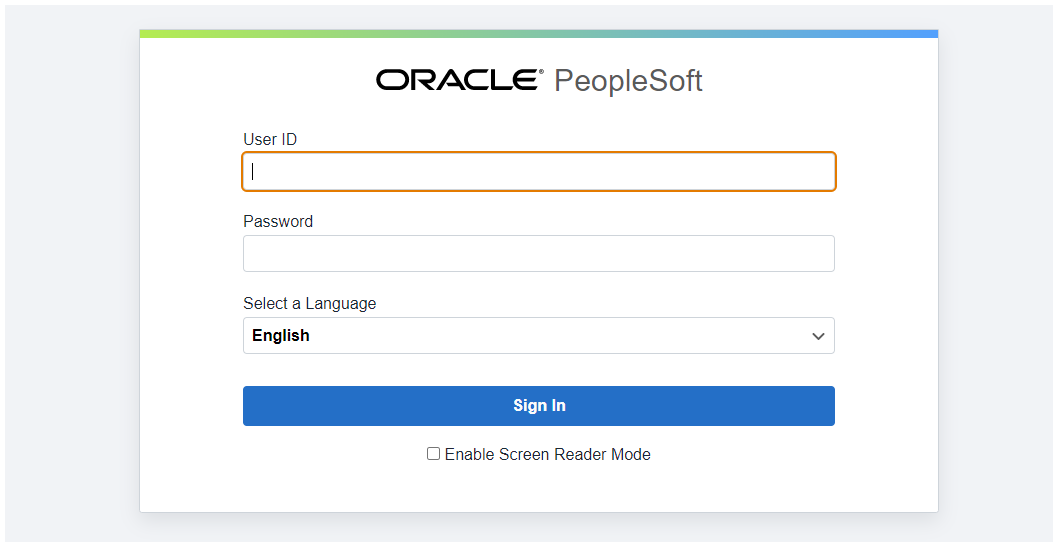 ORACLE® PeopleSoft
User ID
Password
Select a Language
English
Sign In
Enable Screen Reader Mode